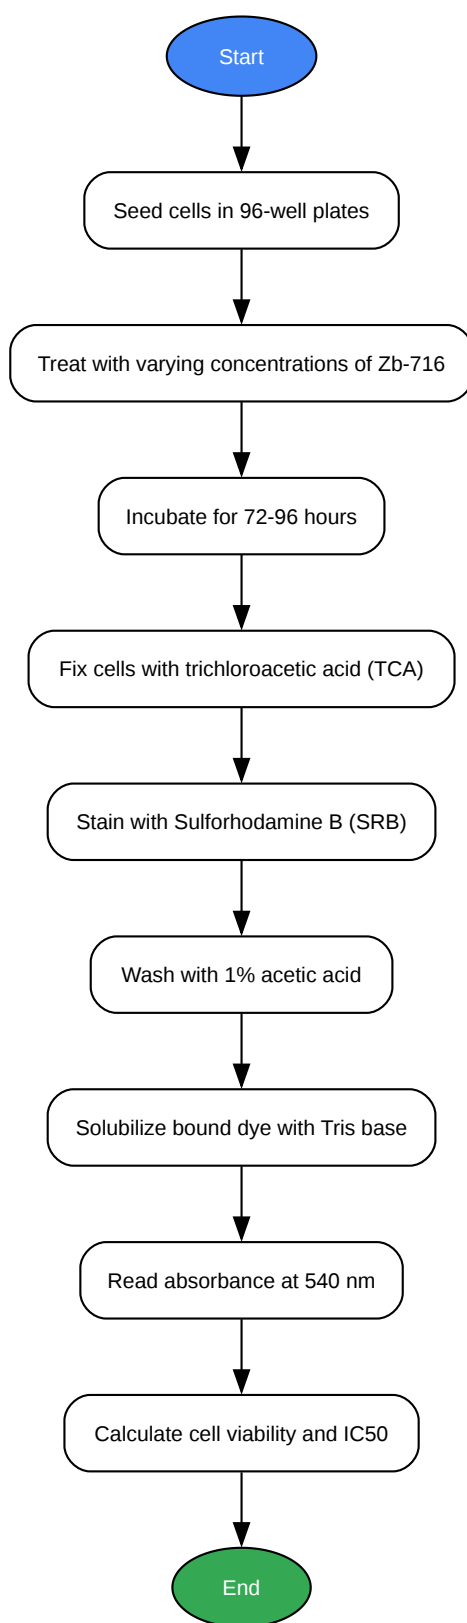 Start
Seed cells in 96-well plates
Treat with varying concentrations of Zb-716
Incubate for 72-96 hours
Fix cells with trichloroacetic acid (TCA)
Stain with Sulforhodamine B (SRB)
Wash with 1% acetic acid
Solubilize bound dye with Tris base
Read absorbance at 540 nm
Calculate cell viability and IC50
End